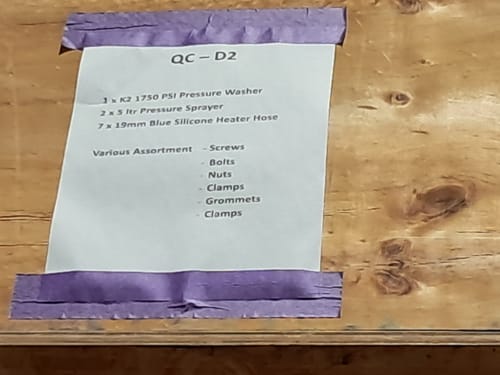 QC – D2
1 x K2 1750 PSI Pressure Washer
2 x 5 ltr Pressure Sprayer
7 x 19mm Blue Silicone Heater Hose
Various Assortment - Screws
- Bolts
- Nuts
- Clamps
- Grommets
- Clamps